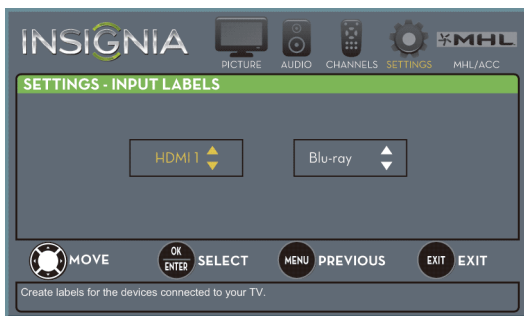 INSIGNIA
PICTURE AUDIO CHANNELS SETTINGS MHL MHL/ACC
SETTINGS - INPUT LABELS
HDMI 1 Blu-ray
MOVE OK ENTER SELECT MENU PREVIOUS EXIT EXIT
Create labels for the devices connected to your TV.